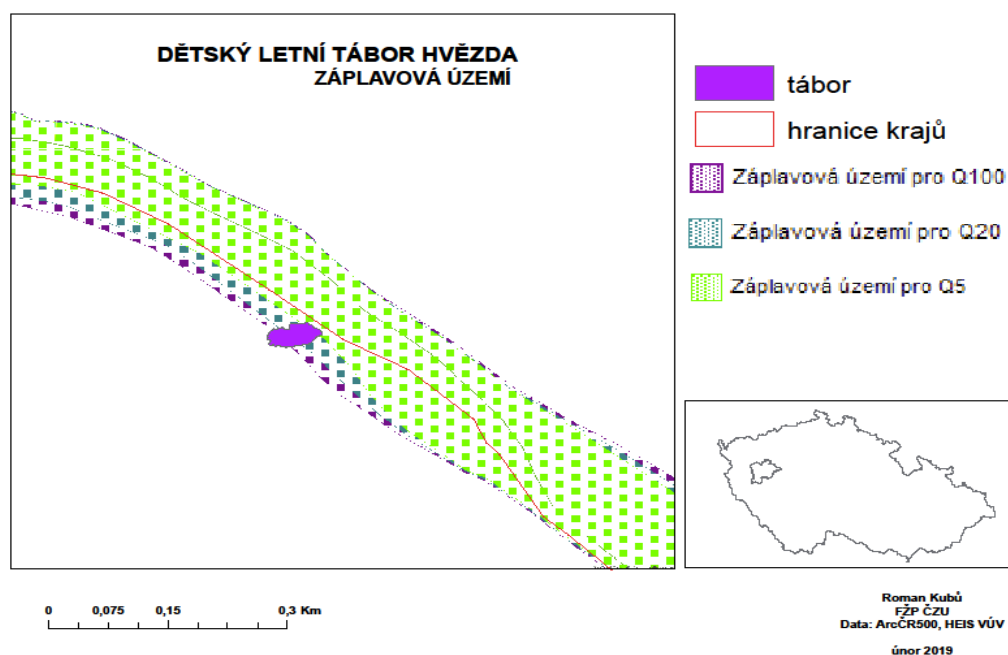 DĚTSKÝ LETNÍ TÁBOR HVĚZDA
ZÁPLAVOVÁ ÚZEMÍ
tábor
hranice krajů
Záplavová území pro Q100
Záplavová území pro Q20
Záplavová území pro Q5
0 0,075 0,15 0,3 Km
Roman Kubů
FŽP ČZU
Data: ArcČR500, HEIS VÚV
únor 2019